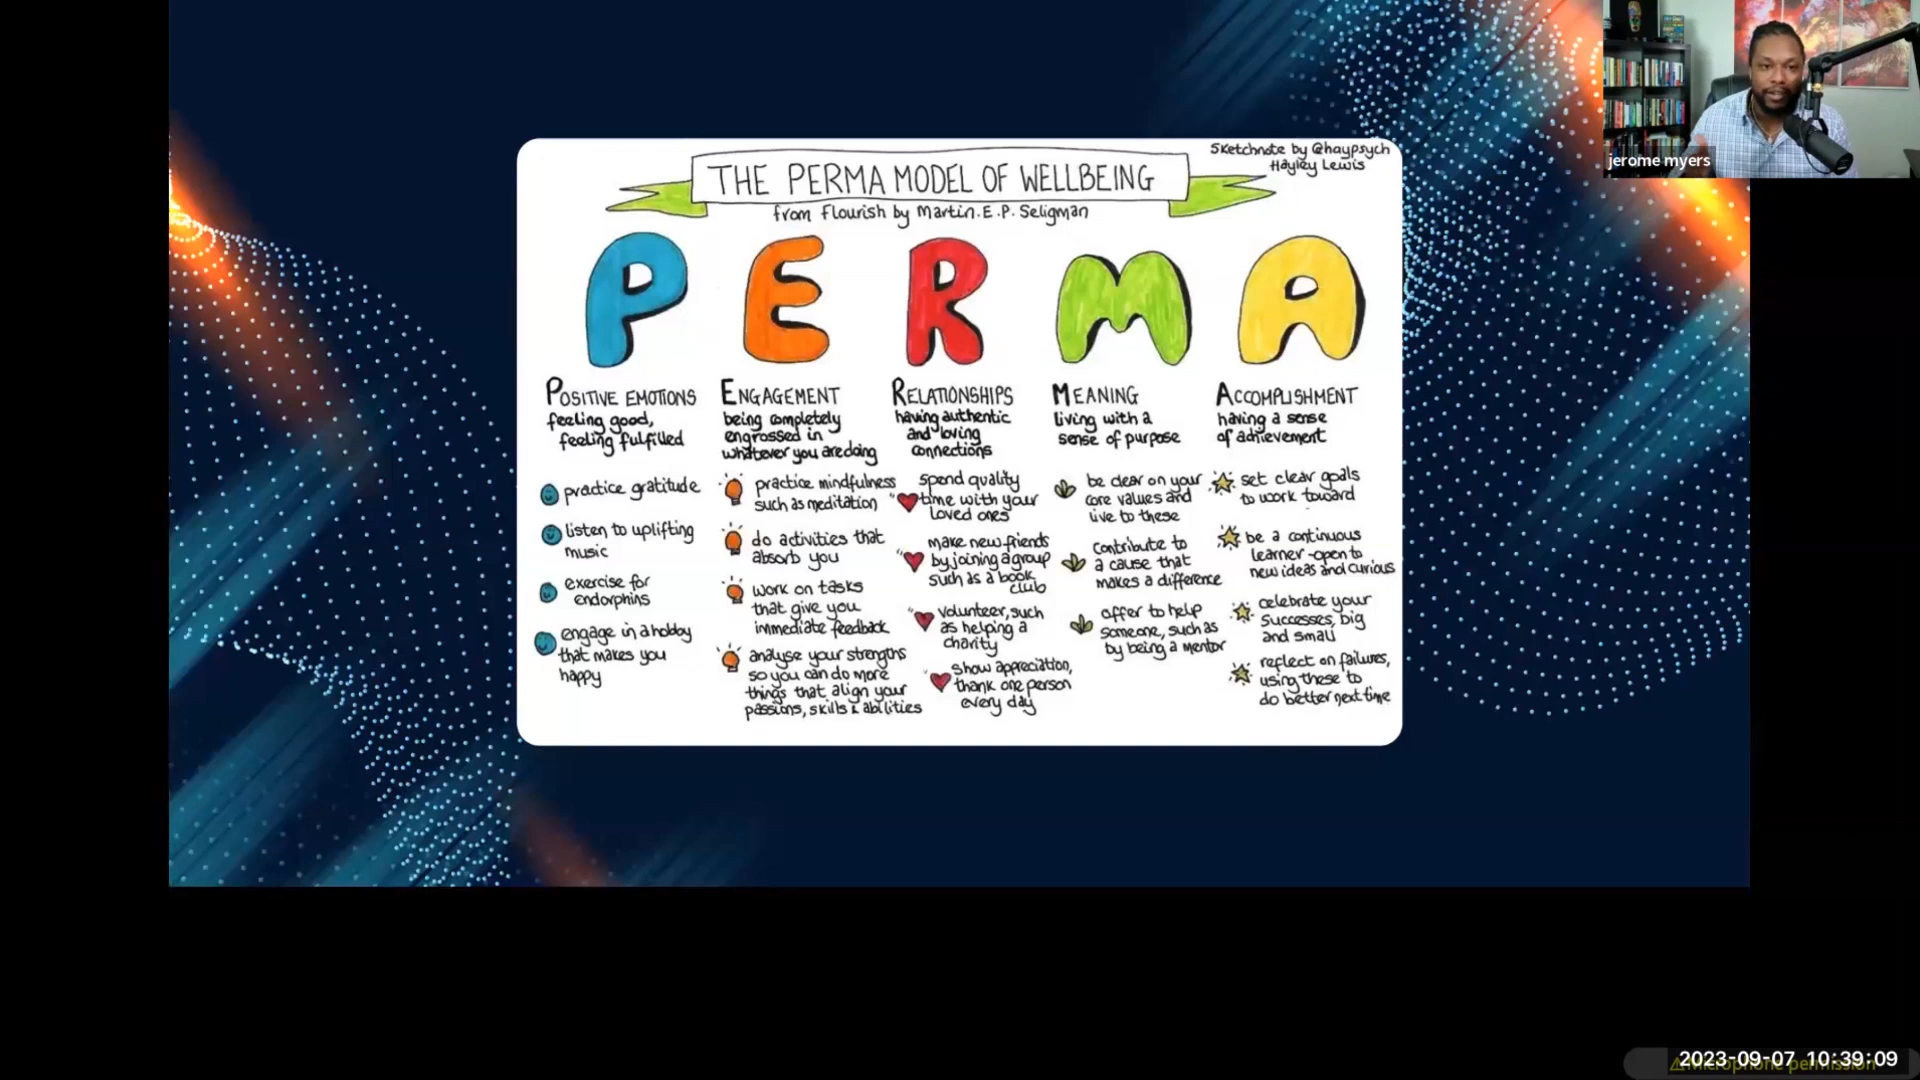 jerome myers
THE PERMA MODEL OF WELLBEING
from Flourish by Martin.E.P. Seligman
Sketchnote by @haypsych
Hayley Lewis
PERMA
POSITIVE EMOTIONS
feeling good,
feeling fulfilled
practice gratitude
listen to uplifting
music
exercise for
endorphins
engage in a hobby
that makes you
happy
ENGAGEMENT
being completely
engrossed in
whatever you are doing
practice mindfulness
such as meditation
do activities that
absorb you
work on tasks
that give you
immediate feedback
analyse your strengths
so you can do more
things that align your
passions, skills & abilities
RELATIONSHIPS
having authentic
and loving
connections
spend quality
time with your
loved ones
make new friends
by joining a group
such as a book
club
volunteer, such
as helping a
charity
show appreciation,
thank one person
every day
MEANING
living with a
sense of purpose
be clear on your
core values and
live to these
contribute to
a cause that
makes a difference
offer to help
someone, such as
by being a mentor
ACCOMPLISHMENT
having a sense
of achievement
set clear goals
to work toward
be a continuous
learner - open to
new ideas and curious
celebrate your
successes, big
and small
reflect on failures,
using these to
do better next time
2023-09-07 10:39:09
Microphone permission